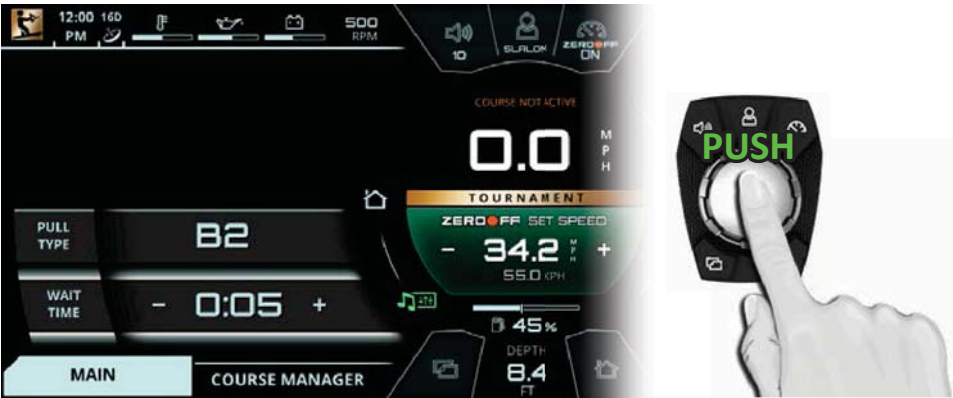 12:00 16D
PM
500
RPM
10
SLALOM
ZEROOFF
ON
COURSE NOT ACTIVE
0.0 MPH
TOURNAMENT
ZEROOFF SET SPEED
- 34.2 MPH +
55.0 KPH
PULL
TYPE
B2
WAIT
TIME
- 0:05 +
45%
DEPTH
8.4
FT
MAIN
COURSE MANAGER
PUSH